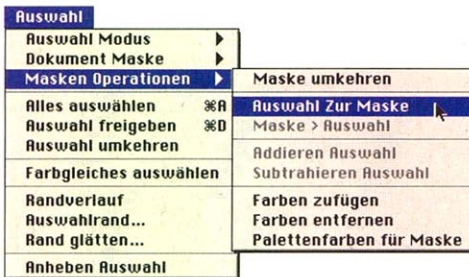 Auswahl
Auswahl Modus
Dokument Maske
Masken Operationen
Alles auswählen ⌘A
Auswahl freigeben ⌘D
Auswahl umkehren
Farbgleiches auswählen
Randverlauf
Auswahlrand...
Rand glätten...
Anheben Auswahl
Maske umkehren
Auswahl Zur Maske
Maske > Auswahl
Addieren Auswahl
Subtrahieren Auswahl
Farben zufügen
Farben entfernen
Palettenfarben für Maske